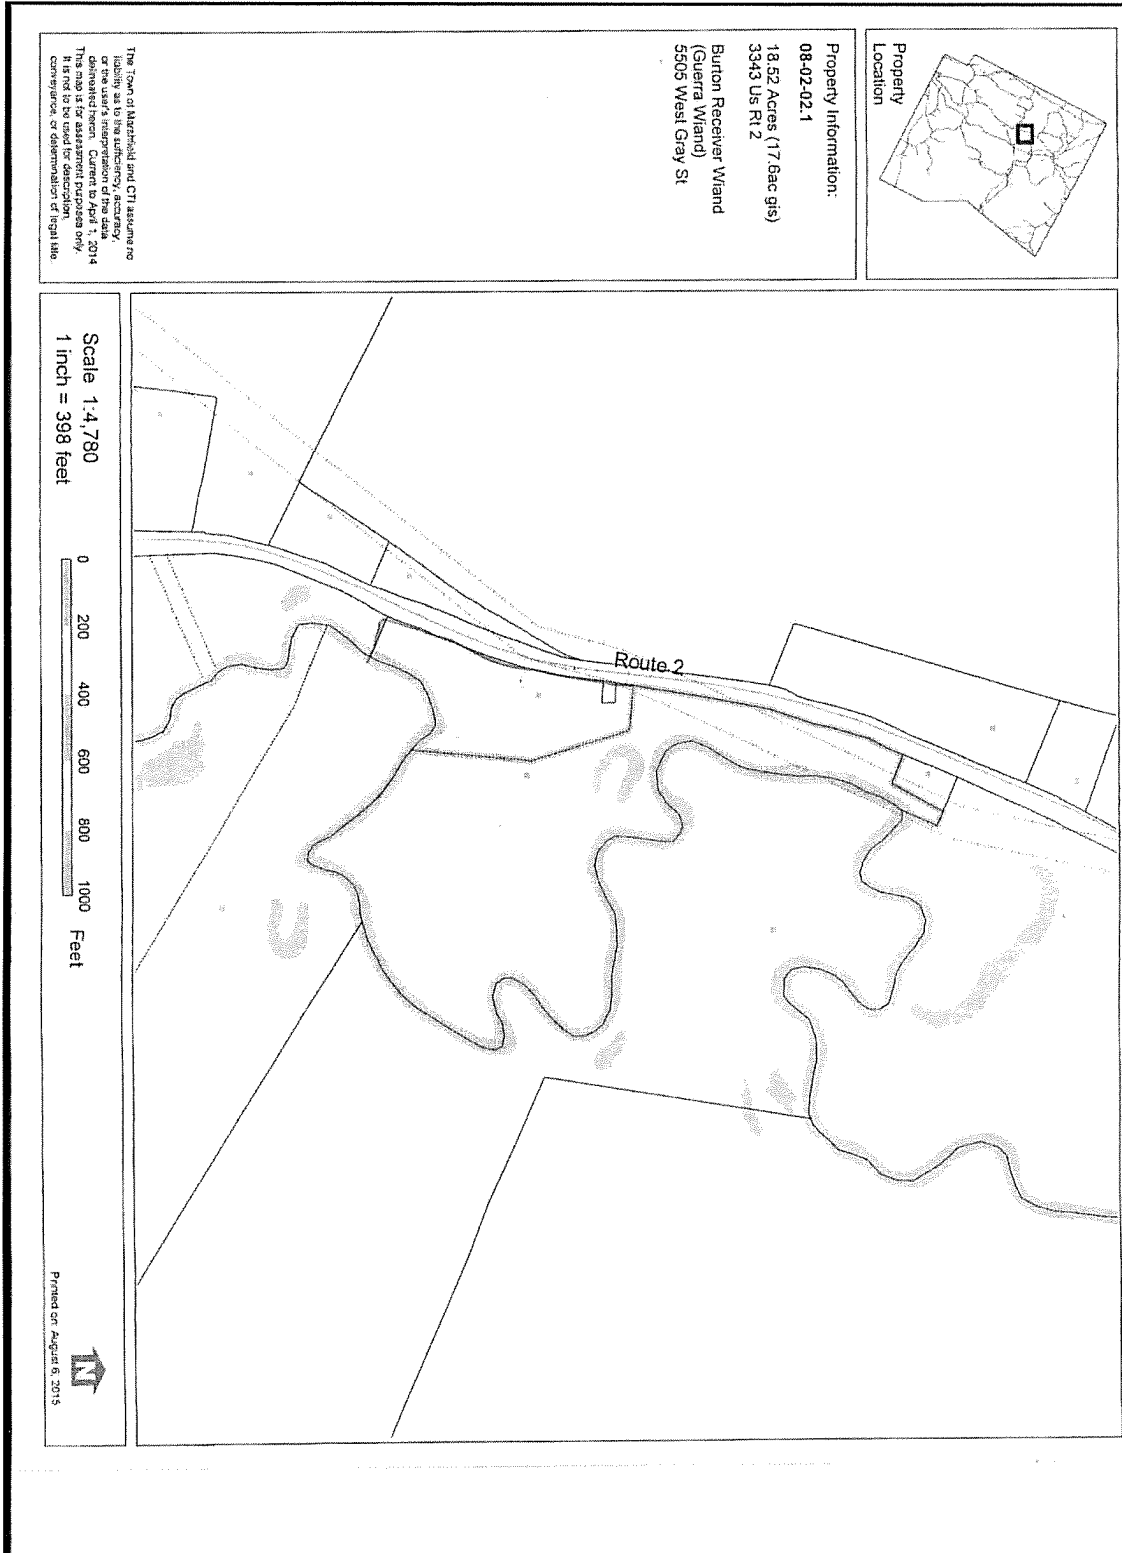 Property
Location
Property Information:
08-02-02.1
18.52 Acres (17.6ac gis)
3343 Us Rt 2
Burton Receiver Wiand
(Guerra Wiand)
5505 West Gray St
The Town of Marshfield and CTI assume no
liability as to the sufficiency, accuracy,
or the user's interpretation of the data
delineated heron. Current to April 1, 2014
This map is for assessment purposes only.
It is not to be used for description,
conveyance, or determination of legal title.
Route 2
Scale 1:4,780
1 inch = 398 feet
0 200 400 600 800 1000 Feet
N
Printed on: August 6, 2015